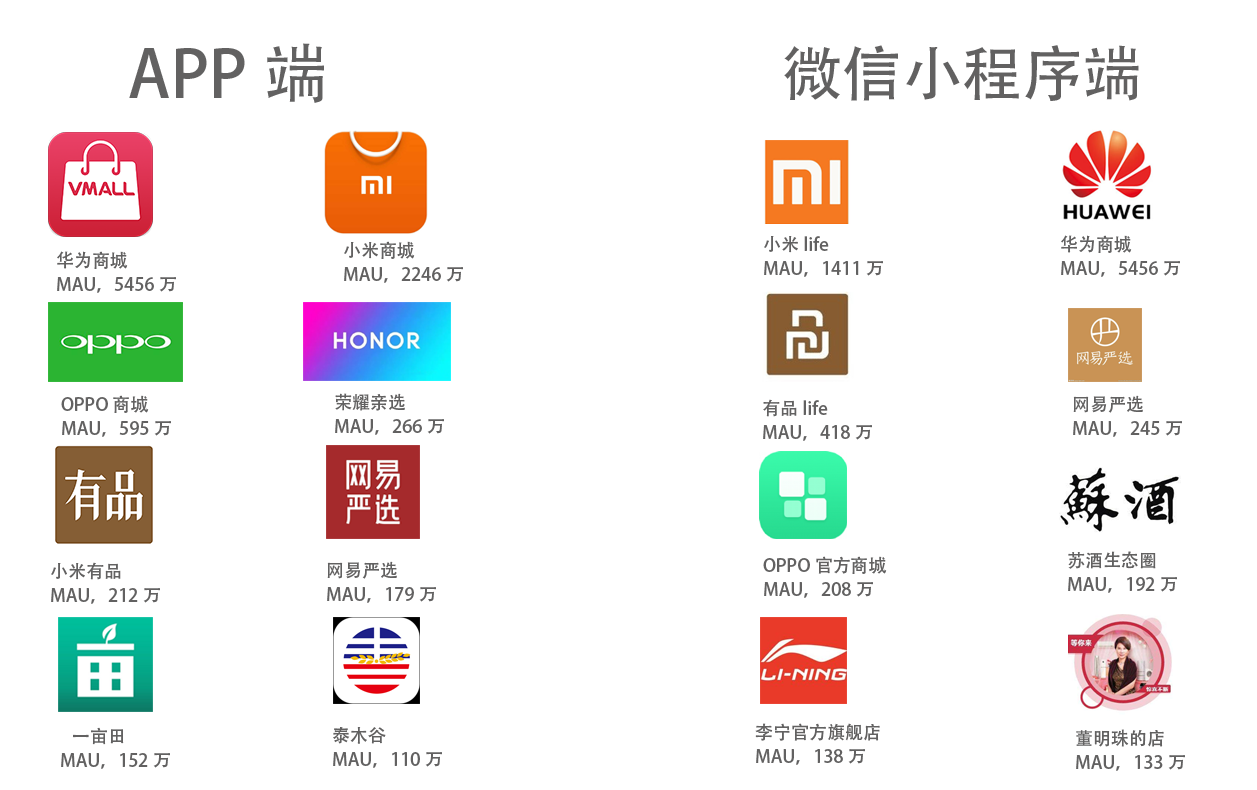 APP 端
微信小程序端
VMALL
华为商城
MAU，5456 万
小米商城
MAU，2246 万
oppo
OPPO 商城
MAU，595 万
HONOR
荣耀亲选
MAU，266 万
有品
小米有品
MAU，212 万
网易
严选
网易严选
MAU，179 万
一亩田
MAU，152 万
泰木谷
MAU，110 万
小米 life
MAU，1411 万
HUAWEI
华为商城
MAU，5456 万
有品 life
MAU，418 万
网易严选
网易严选
MAU，245 万
OPPO 官方商城
MAU，208 万
蘇酒
苏酒生态圈
MAU，192 万
LI-NING
李宁官方旗舰店
MAU，138 万
等你来
董明珠的店
MAU，133 万